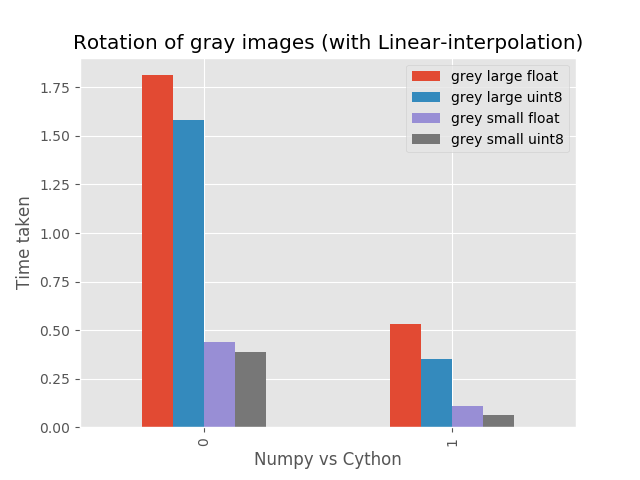 Rotation of gray images (with Linear-interpolation)
grey large float
grey large uint8
grey small float
grey small uint8
1.75
1.50
1.25
1.00
0.75
0.50
0.25
0.00
Time taken
0
1
Numpy vs Cython